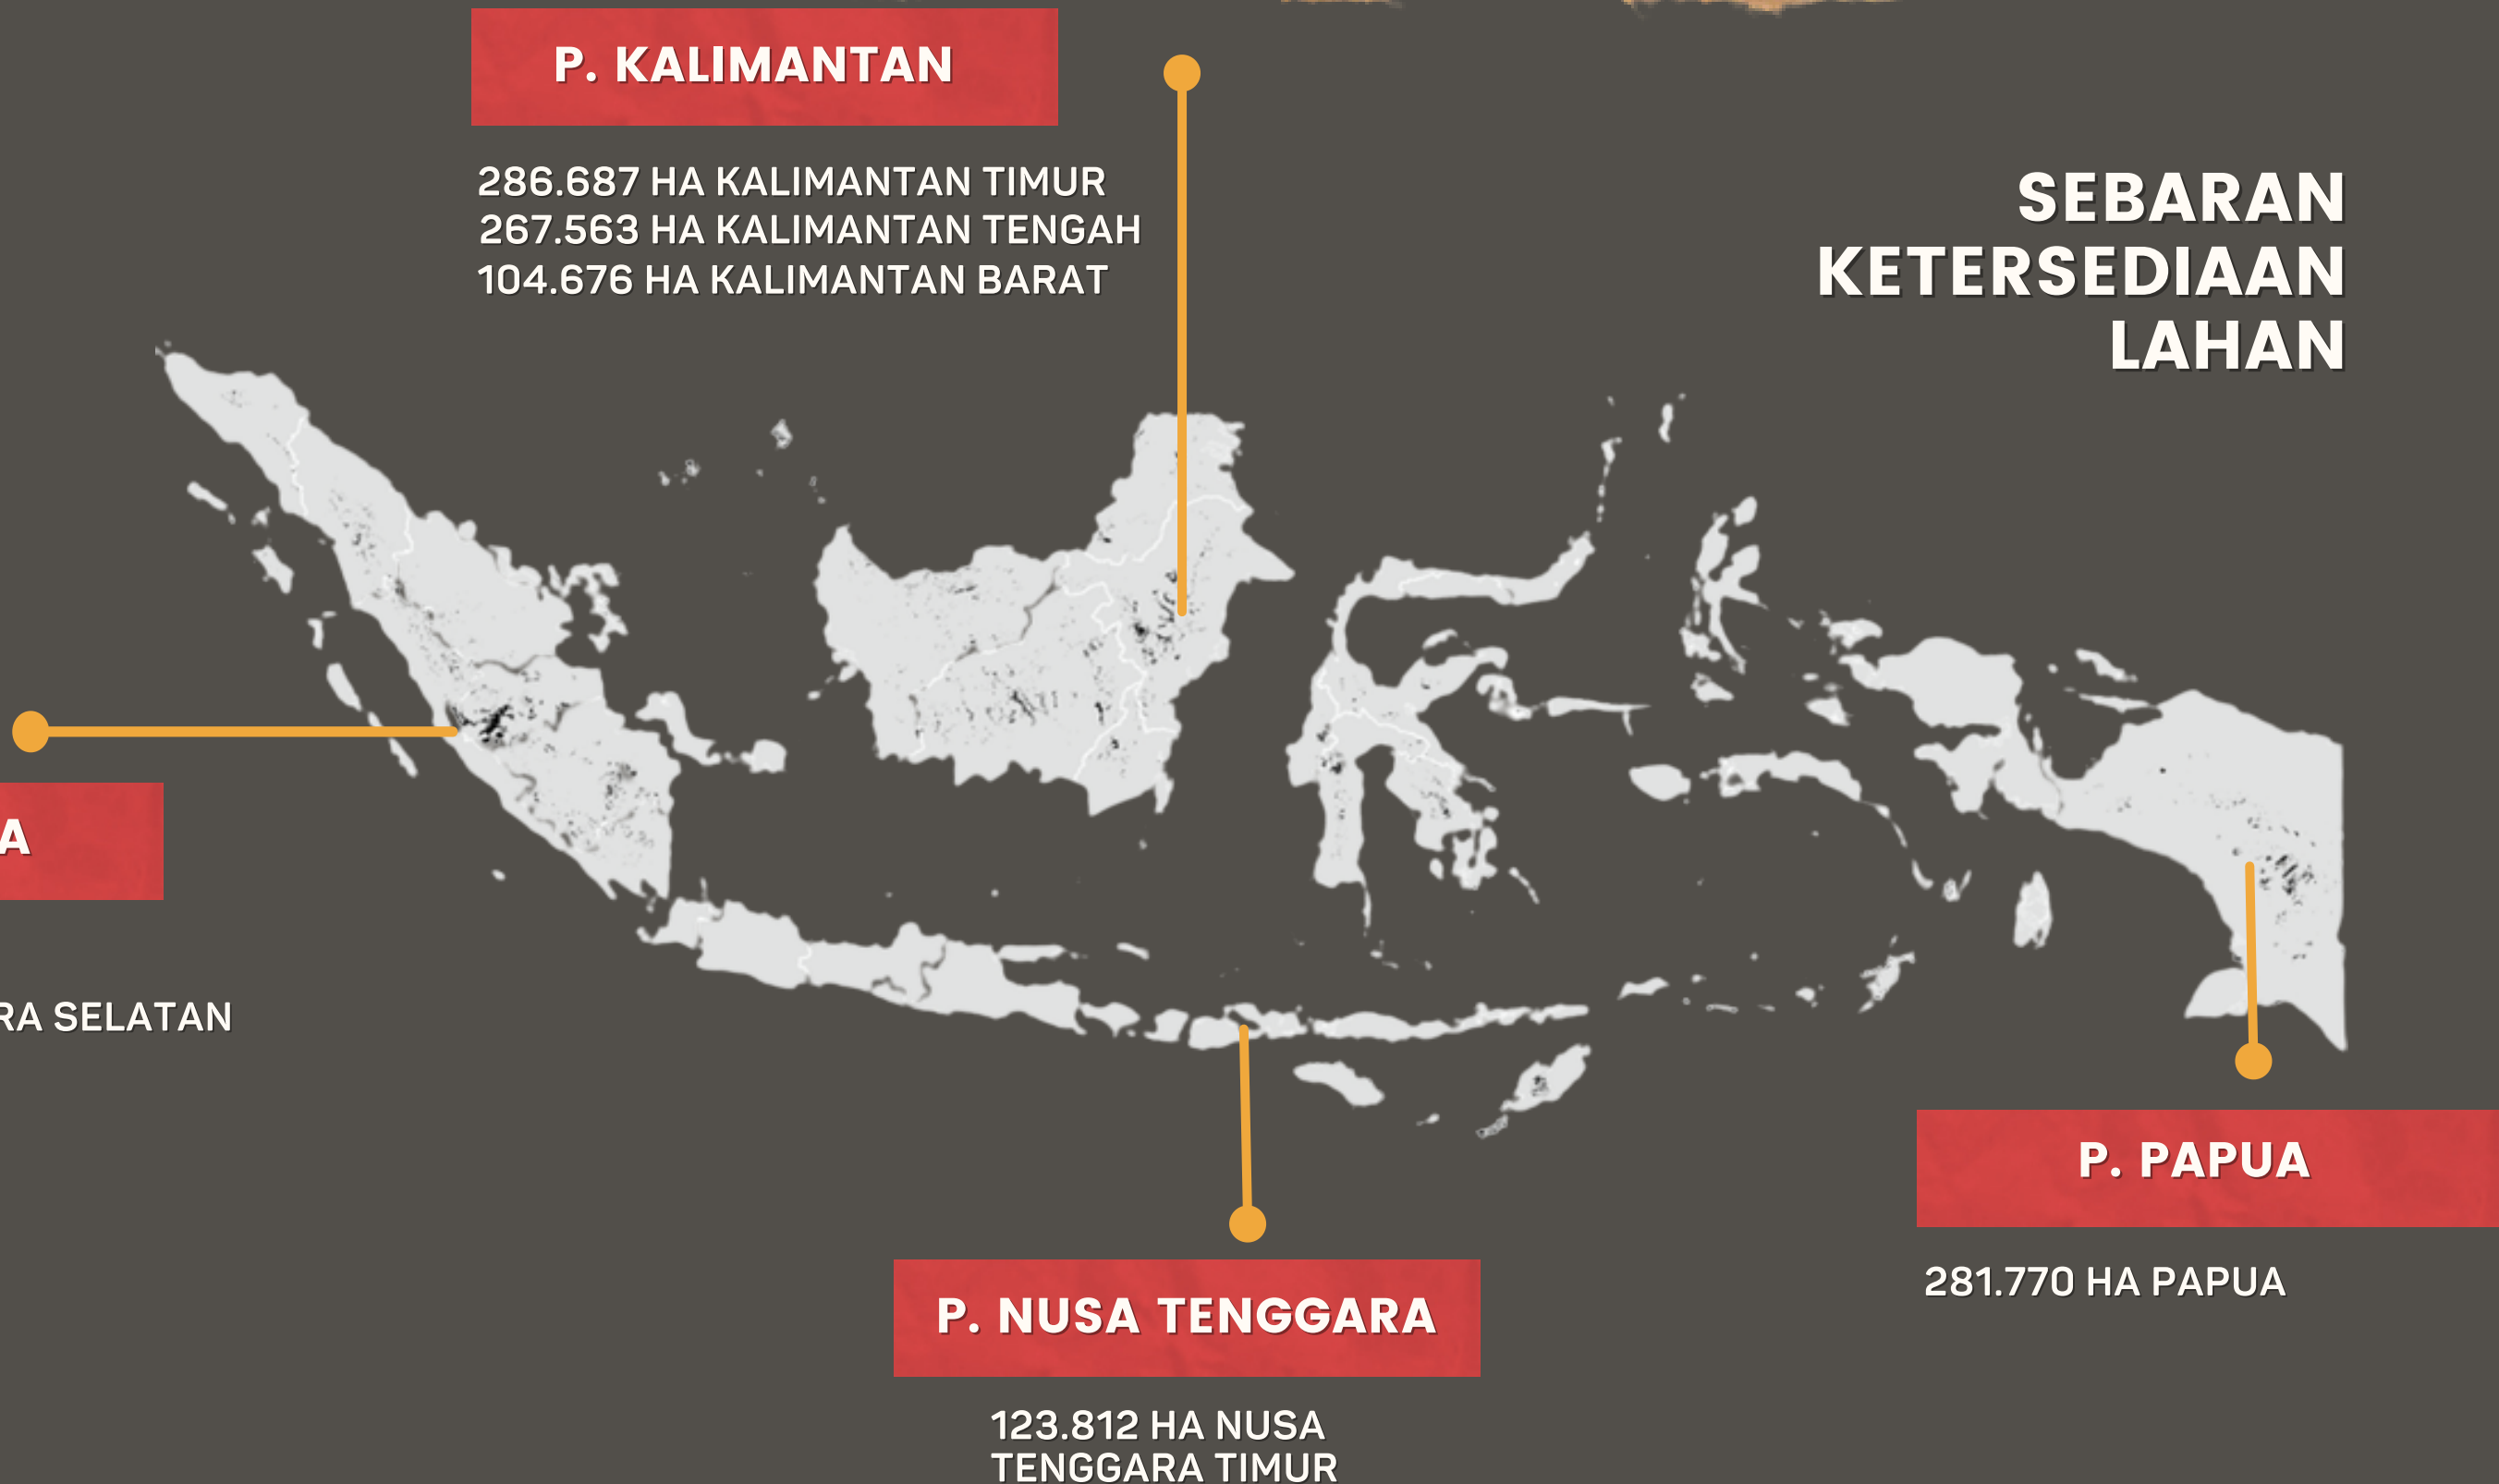 P. KALIMANTAN
286.687 HA KALIMANTAN TIMUR
267.563 HA KALIMANTAN TENGAH
104.676 HA KALIMANTAN BARAT
SEBARAN
KETERSEDIAAN
LAHAN
A
RA SELATAN
P. PAPUA
281.770 HA PAPUA
P. NUSA TENGGARA
123.812 HA NUSA
TENGGARA TIMUR